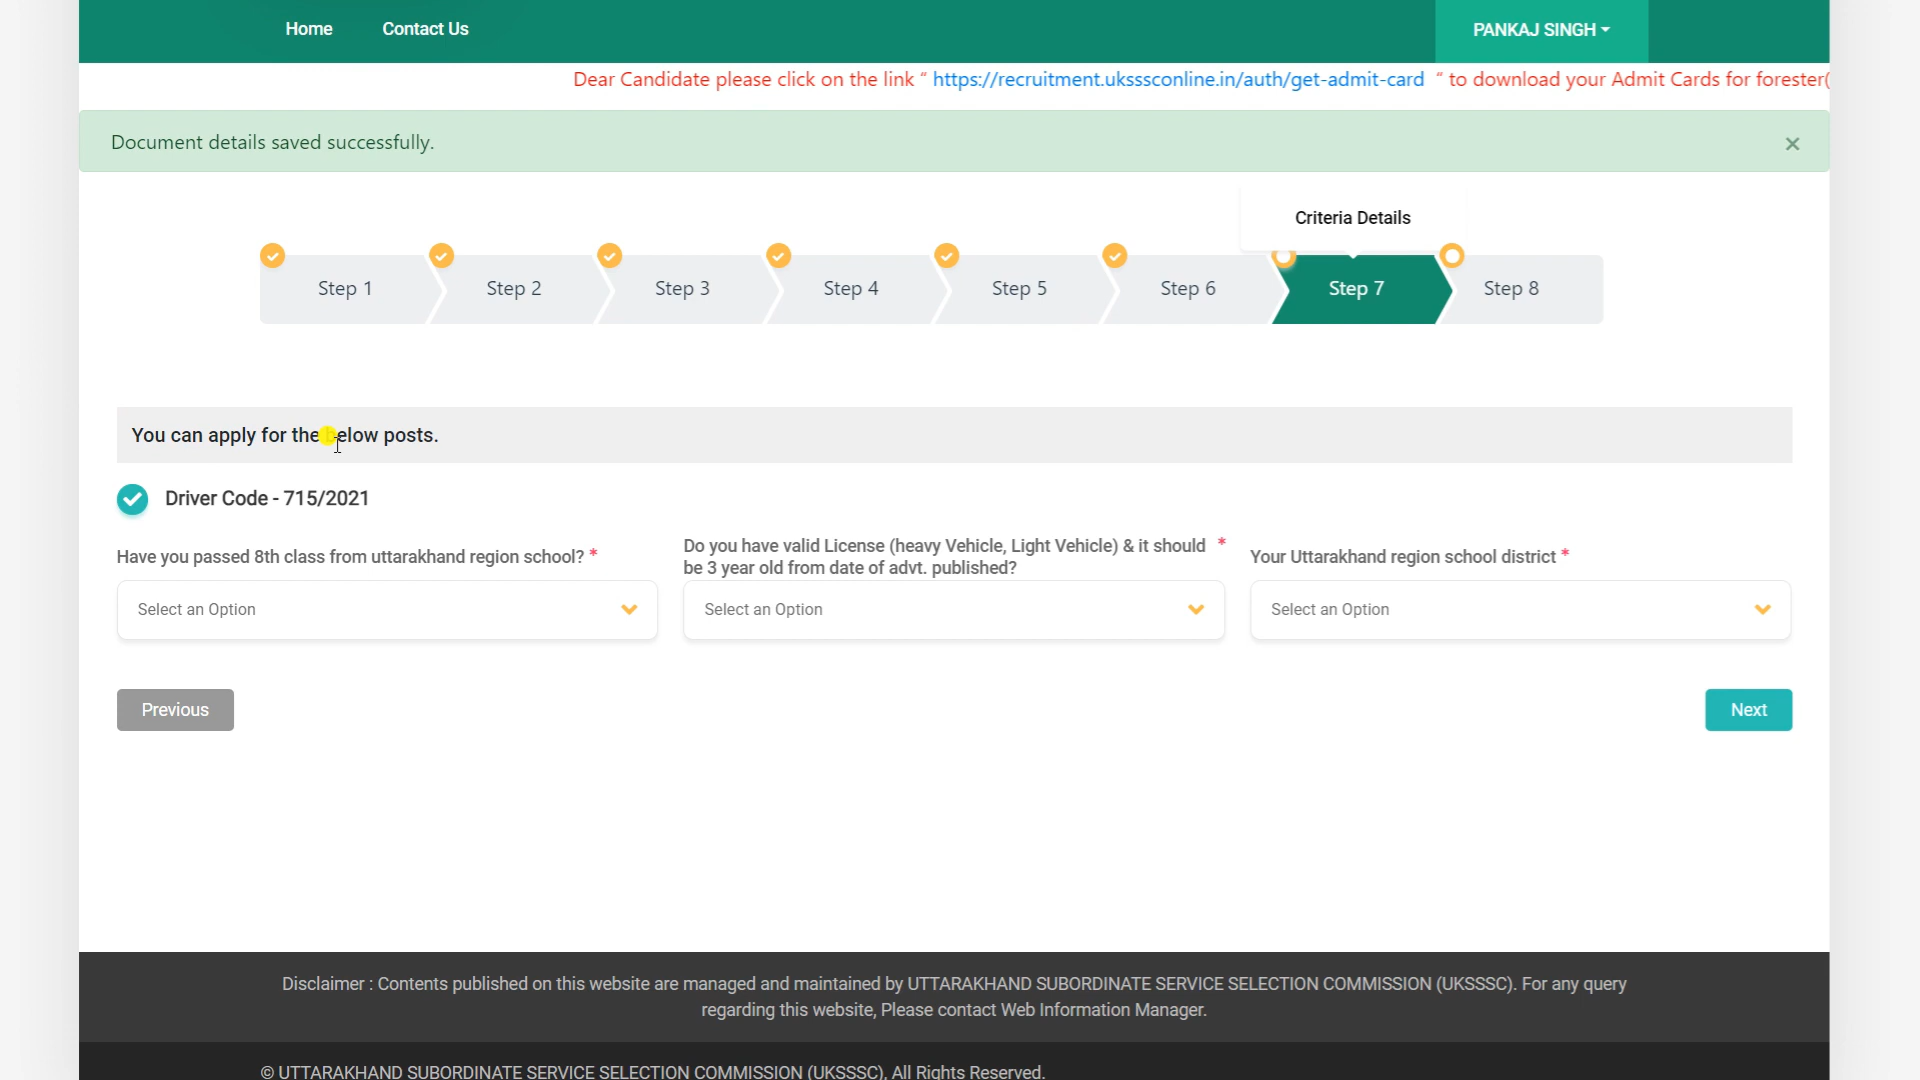 Home
Contact Us
PANKAJ SINGH
Dear Candidate please click on the link “ https://recruitment.uksssconline.in/auth/get-admit-card “ to download your Admit Cards for forester(
Document details saved successfully.
×
Criteria Details
Step 1
Step 2
Step 3
Step 4
Step 5
Step 6
Step 7
Step 8
You can apply for the below posts.
Driver Code - 715/2021
Have you passed 8th class from uttarakhand region school? *
Select an Option
Do you have valid License (heavy Vehicle, Light Vehicle) & it should *
be 3 year old from date of advt. published?
Select an Option
Your Uttarakhand region school district *
Select an Option
Previous
Next
Disclaimer : Contents published on this website are managed and maintained by UTTARAKHAND SUBORDINATE SERVICE SELECTION COMMISSION (UKSSSC). For any query
regarding this website, Please contact Web Information Manager.
© UTTARAKHAND SUBORDINATE SERVICE SELECTION COMMISSION (UKSSSC), All Rights Reserved.